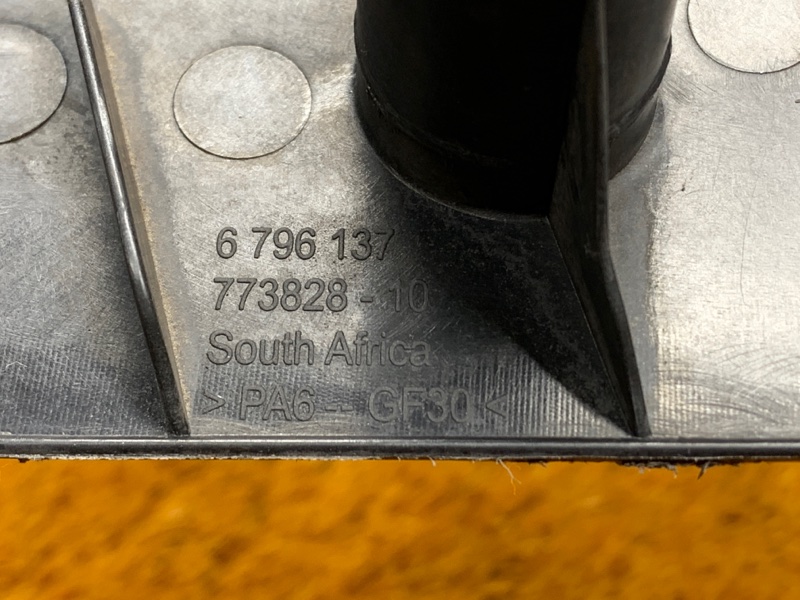 6 796 137
773828 - 10
South Africa
> PA6 - GF30 <